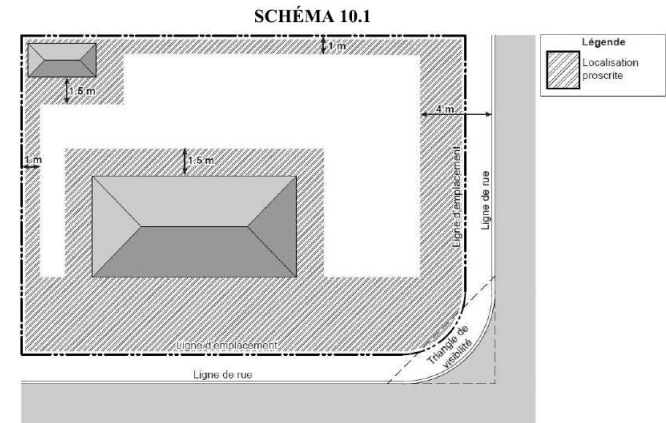 SCHÉMA 10.1
Légende
Localisation
proscrite
1 m
1.5 m
4 m
1 m
1.5 m
Ligne d'emplacement
Ligne de rue
Ligne d'emplacement
Triangle de
visibilité
Ligne de rue